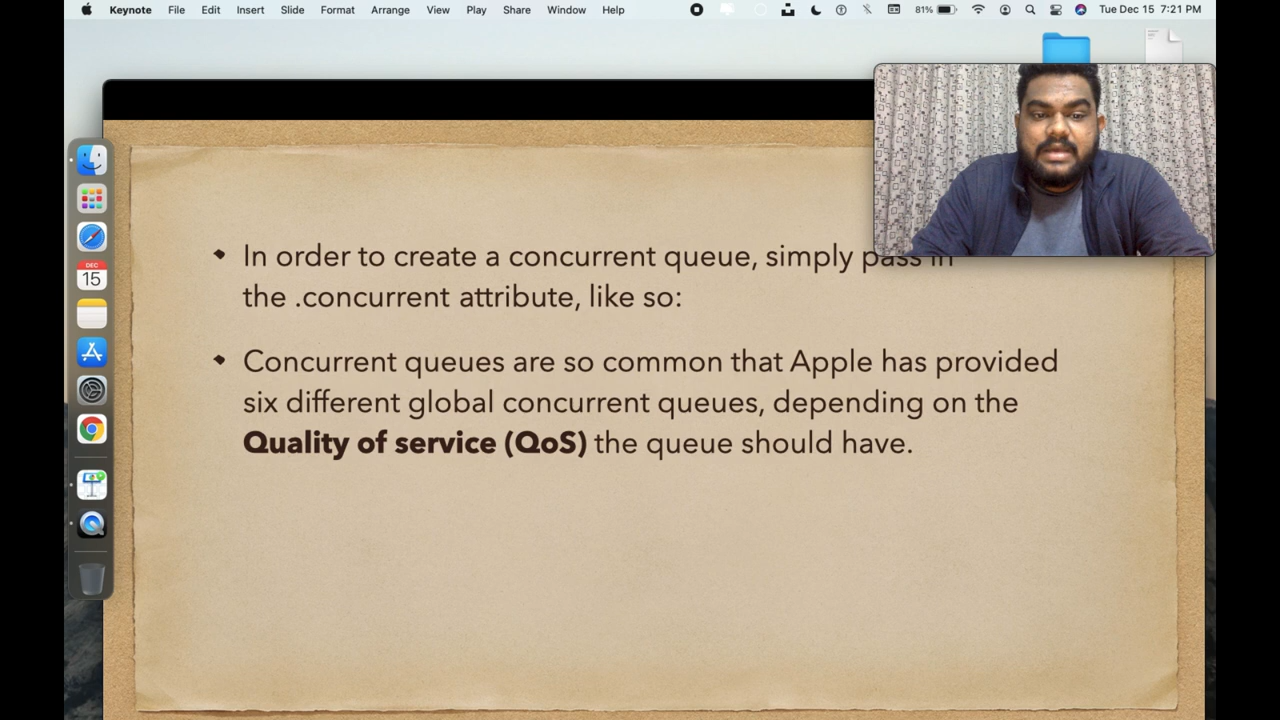 Keynote File Edit Insert Slide Format Arrange View Play Share Window Help 81% Tue Dec 15 7:21 PM
DEC
15
In order to create a concurrent queue, simply pass in
the .concurrent attribute, like so:
Concurrent queues are so common that Apple has provided
six different global concurrent queues, depending on the
Quality of service (QoS) the queue should have.